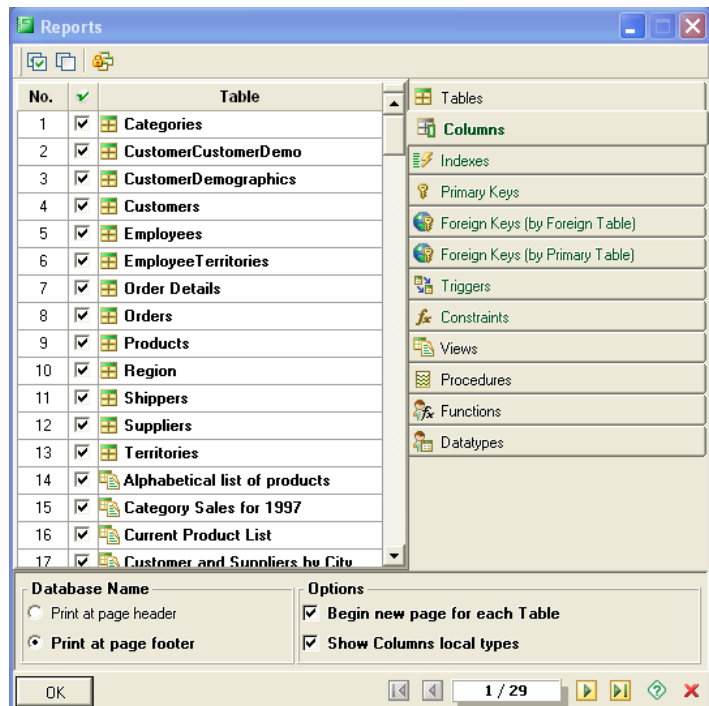 Reports
No. Table
1 Categories
2 CustomerCustomerDemo
3 CustomerDemographics
4 Customers
5 Employees
6 EmployeeTerritories
7 Order Details
8 Orders
9 Products
10 Region
11 Shippers
12 Suppliers
13 Territories
14 Alphabetical list of products
15 Category Sales for 1997
16 Current Product List
17 Customer and Suppliers by City
Tables
Columns
Indexes
Primary Keys
Foreign Keys (by Foreign Table)
Foreign Keys (by Primary Table)
Triggers
fx Constraints
Views
Procedures
fx Functions
Datatypes
Database Name
Print at page header
Print at page footer
Options
Begin new page for each Table
Show Columns local types
OK
1 / 29